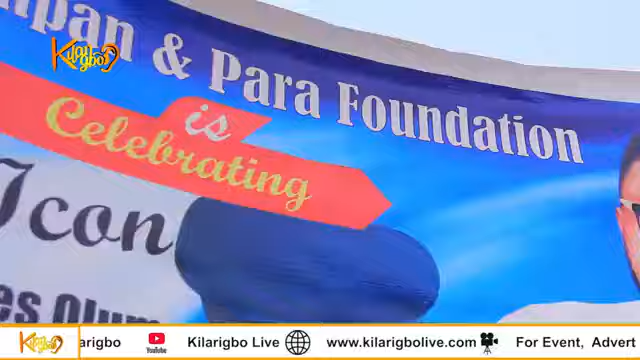 Kilarigbo
& Para Foundation
is
Celebrating
Icon
Kilarigbo
YouTube
Kilarigbo Live
www.kilarigbolive.com
For Event, Advert